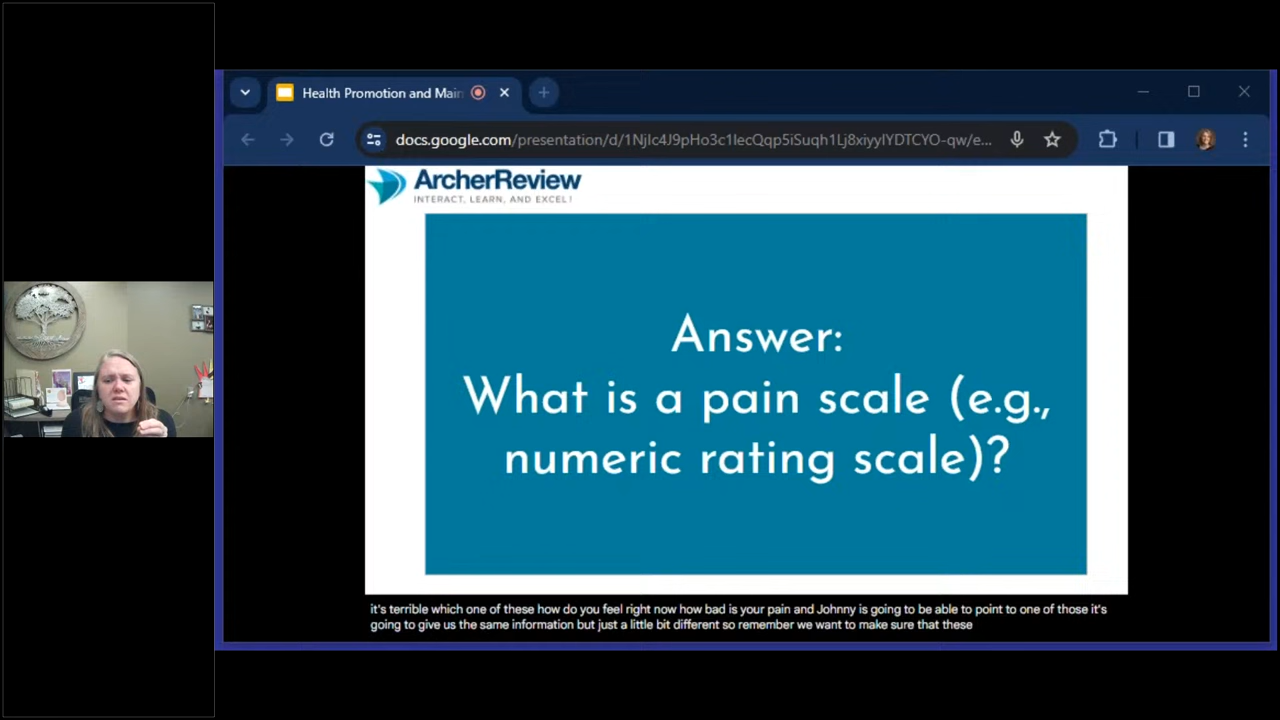 Health Promotion and Main
docs.google.com/presentation/d/1NjIc4J9pHo3c1IecQqp5iSuqh1Lj8xiyyIYDTCYO-qw/e...
ArcherReview
INTERACT, LEARN, AND EXCEL!
Answer:
What is a pain scale (e.g.,
numeric rating scale)?
it's terrible which one of these how do you feel right now how bad is your pain and Johnny is going to be able to point to one of those it's
going to give us the same information but just a little bit different so remember we want to make sure that these